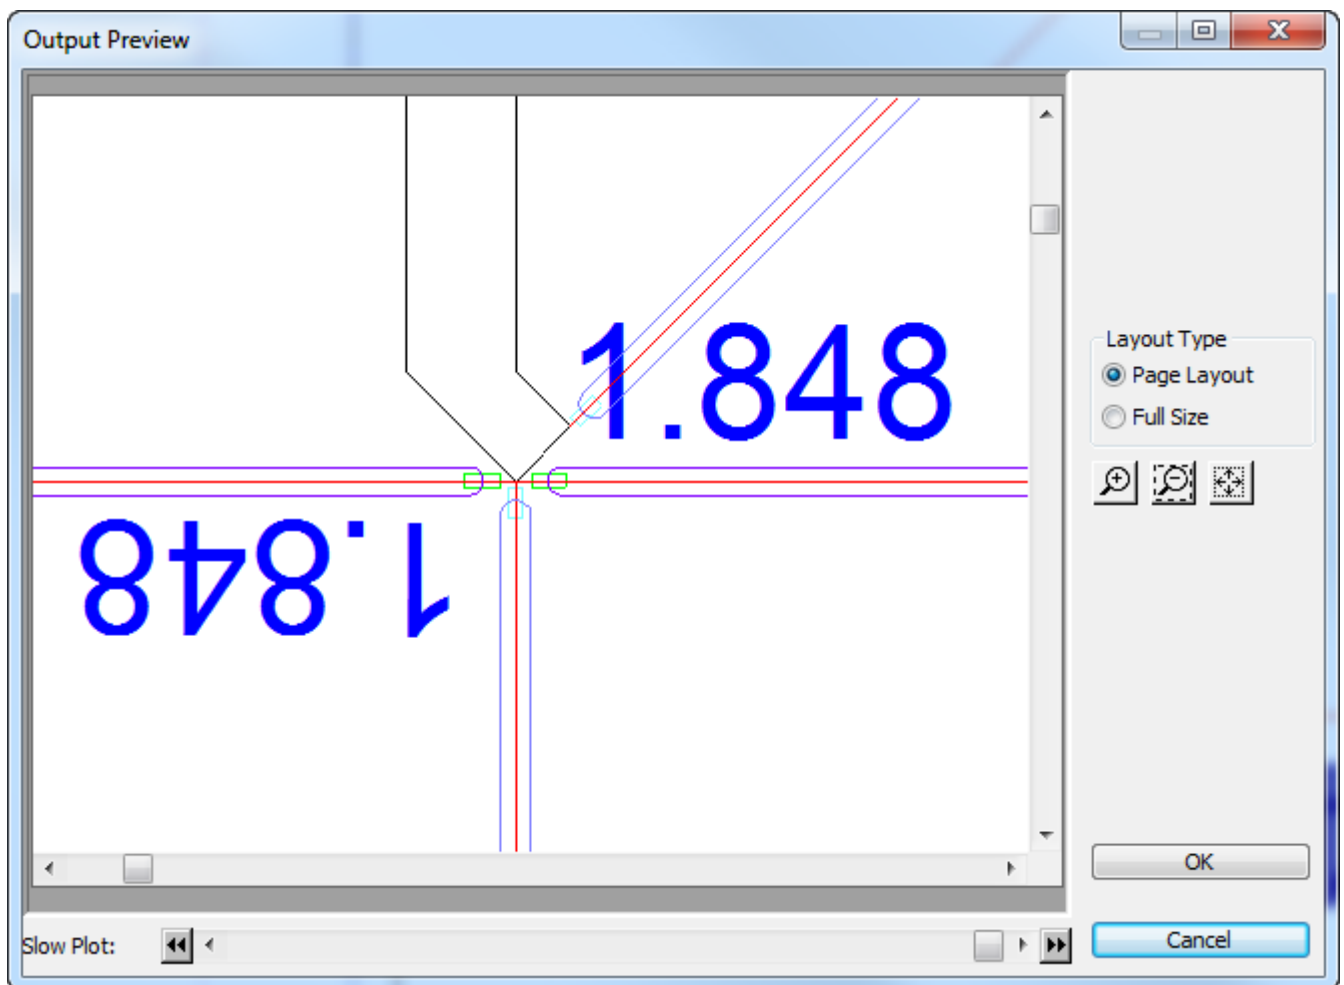 Output Preview
1.848
1.848
Layout Type
Page Layout
Full Size
OK
Slow Plot:
Cancel